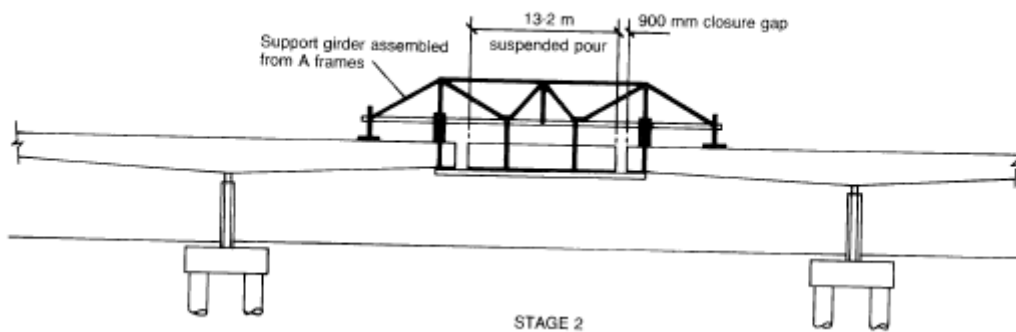 13·2 m
900 mm closure gap
Support girder assembled
from A frames
suspended pour
STAGE 2